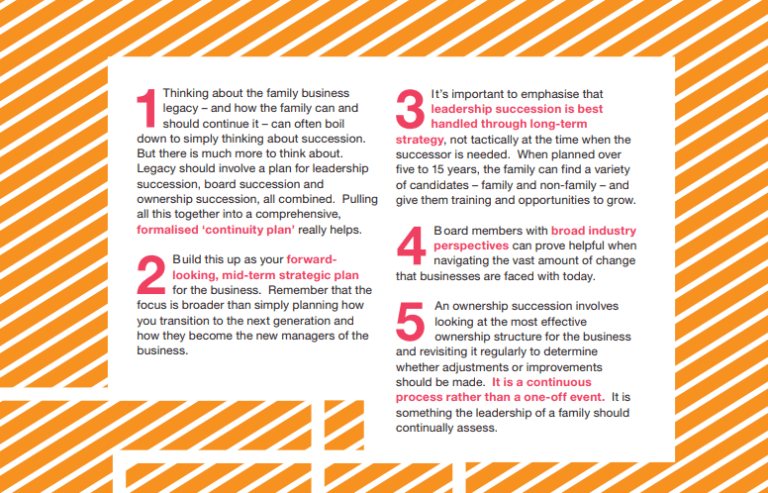 1 Thinking about the family business
legacy – and how the family can and
should continue it – can often boil
down to simply thinking about succession.
But there is much more to think about.
Legacy should involve a plan for leadership
succession, board succession and
ownership succession, all combined.  Pulling
all this together into a comprehensive,
formalised ‘continuity plan’ really helps.
2 Build this up as your forward-
looking, mid-term strategic plan
for the business.  Remember that the
focus is broader than simply planning how
you transition to the next generation and
how they become the new managers of the
business.
3 It’s important to emphasise that
leadership succession is best
handled through long-term
strategy, not tactically at the time when the
successor is needed.  When planned over
five to 15 years, the family can find a variety
of candidates – family and non-family – and
give them training and opportunities to grow.
4 Board members with broad industry
perspectives can prove helpful when
navigating the vast amount of change
that businesses are faced with today.
5 An ownership succession involves
looking at the most effective
ownership structure for the business
and revisiting it regularly to determine
whether adjustments or improvements
should be made.  It is a continuous
process rather than a one-off event.  It is
something the leadership of a family should
continually assess.